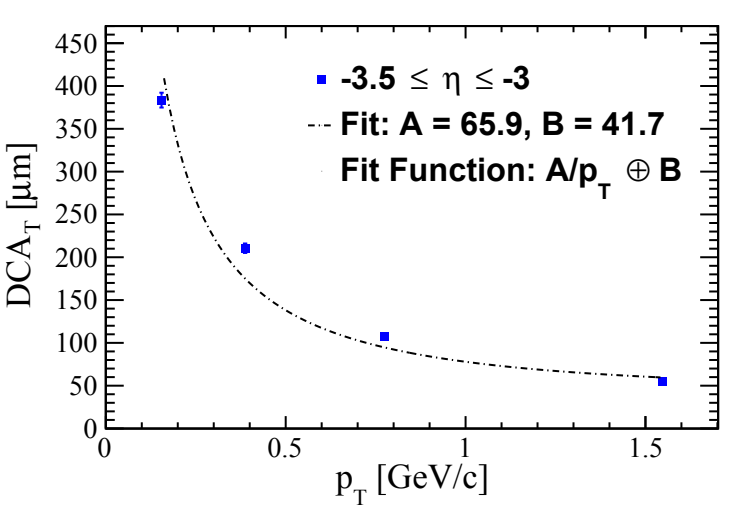 450
400
350
300
250
200
150
100
50
0
DCA_T [μm]
-3.5 ≤ η ≤ -3
Fit: A = 65.9, B = 41.7
Fit Function: A/p_T ⊕ B
0 0.5 1 1.5
p_T [GeV/c]